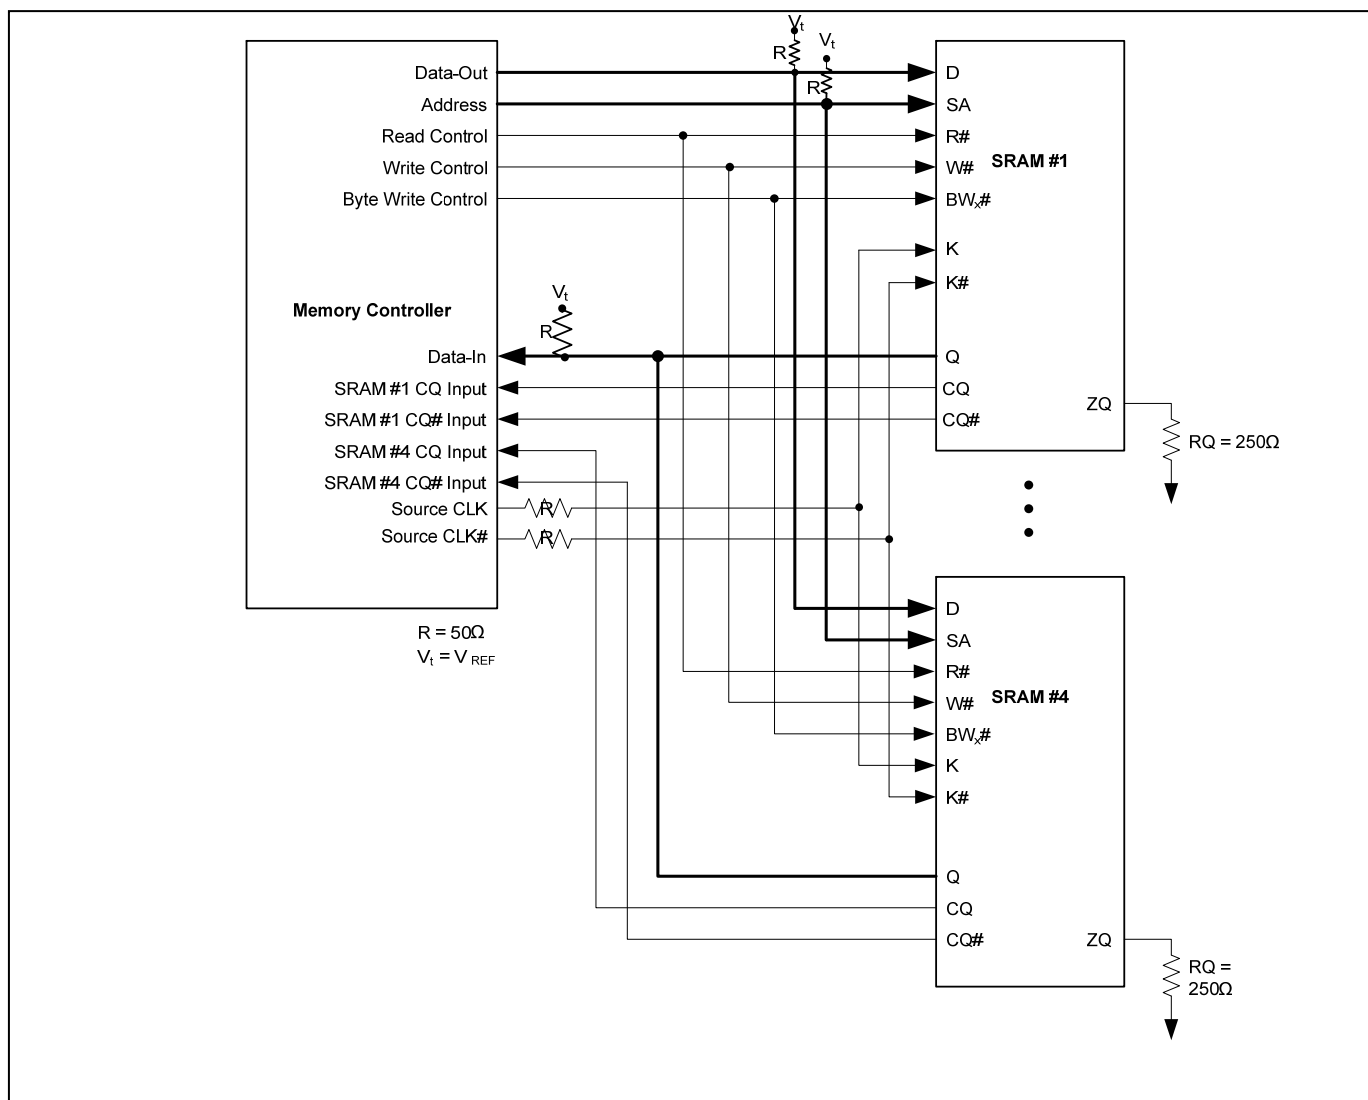 Vt
R
Vt
R
Data-Out
Address
Read Control
Write Control
Byte Write Control
Memory Controller
Vt
R
Data-In
SRAM #1 CQ Input
SRAM #1 CQ# Input
SRAM #4 CQ Input
SRAM #4 CQ# Input
Source CLK
R
Source CLK#
R
R = 50Ω
Vt = VREF
D
SA
R#
SRAM #1
W#
BWx#
K
K#
Q
CQ
ZQ
CQ#
RQ = 250Ω
D
SA
R#
SRAM #4
W#
BWx#
K
K#
Q
CQ
CQ#
ZQ
RQ =
250Ω